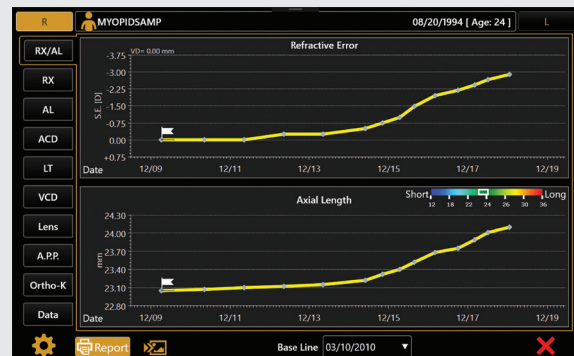 R MYOPIDSAMP 08/20/1994 [ Age: 24 ] L
RX/AL
RX
AL
ACD
LT
VCD
Lens
A.P.P.
Ortho-K
Data
Refractive Error
VD= 0.00 mm
S.E. [D]
-3.75
-3.00
-2.25
-1.50
-0.75
0.00
+0.75
Date 12/09 12/11 12/13 12/15 12/17 12/19
Axial Length
Short Long
12 18 22 24 26 30 36
mm
24.30
24.00
23.70
23.40
23.10
22.80
Date 12/09 12/11 12/13 12/15 12/17 12/19
Report Base Line 03/10/2010